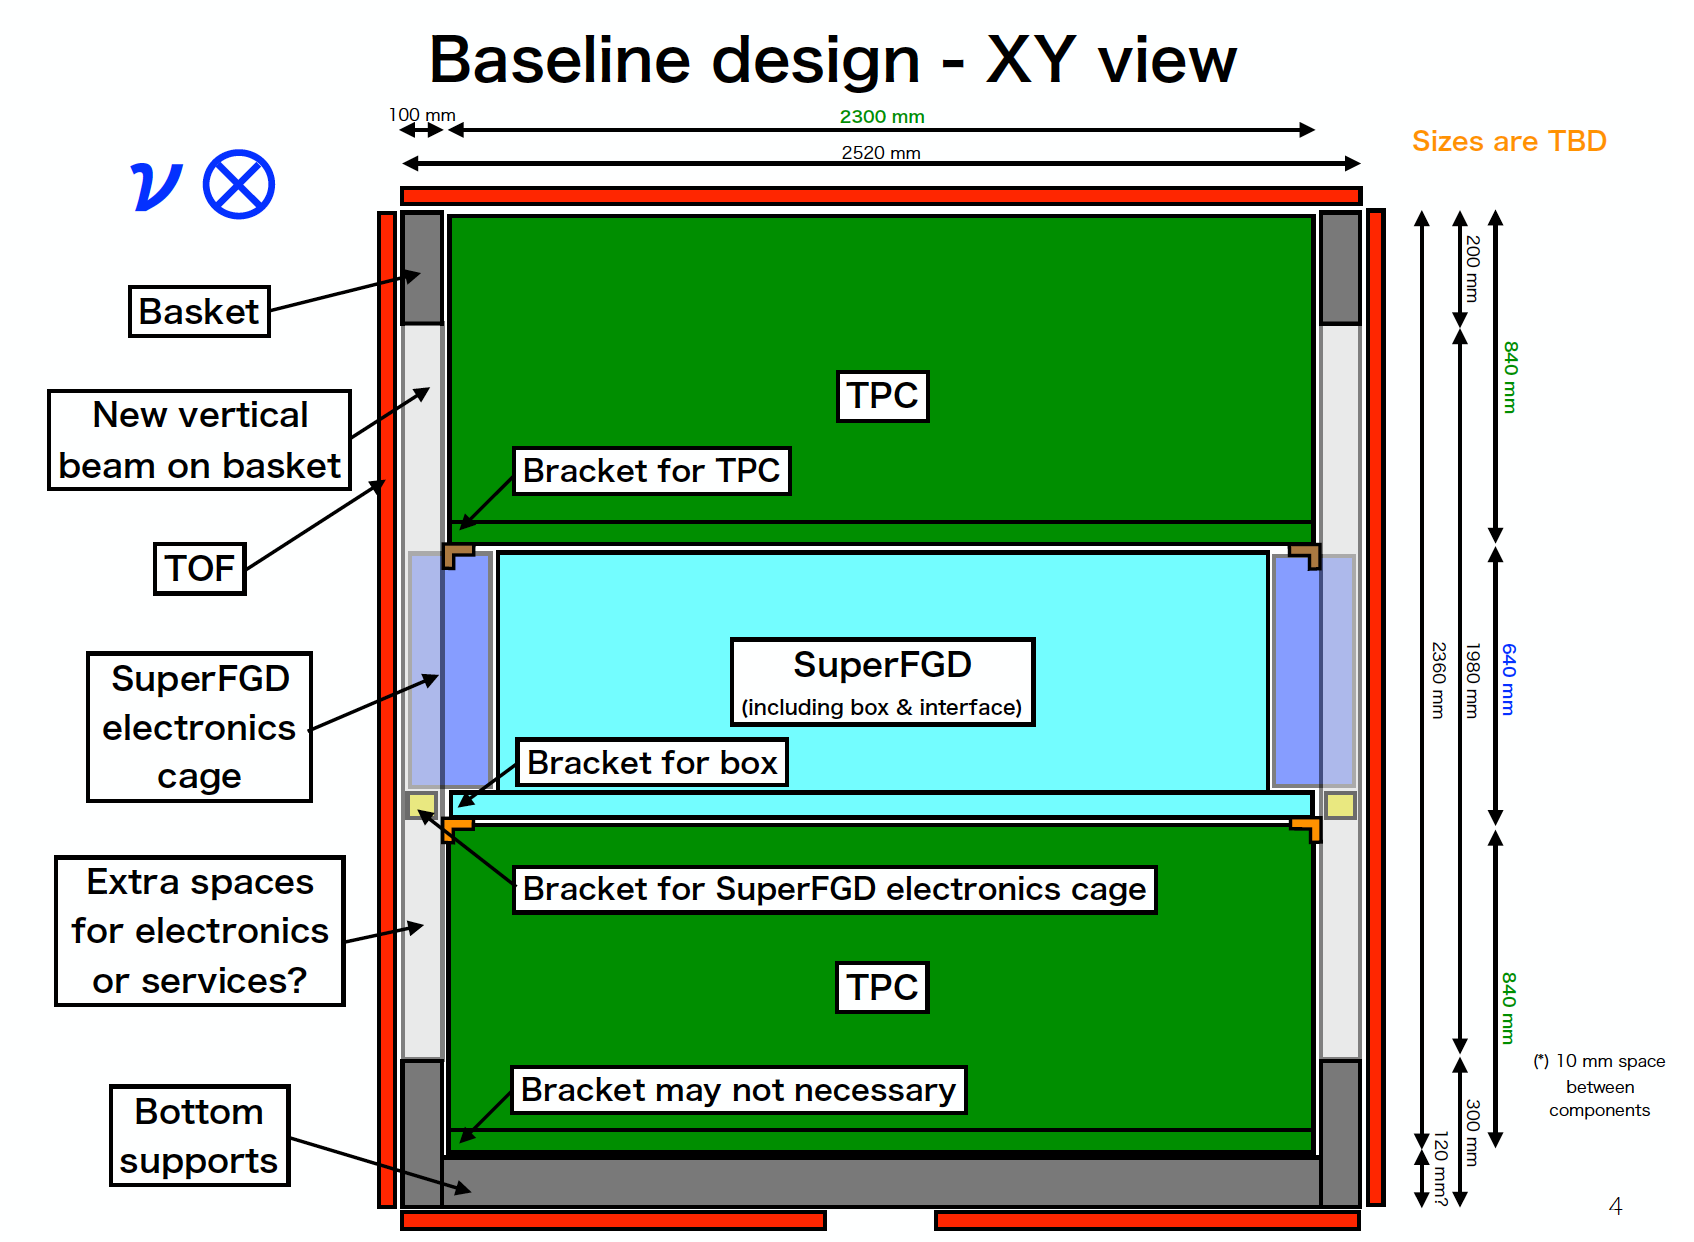 Baseline design - XY view
100 mm
2300 mm
2520 mm
Sizes are TBD
ν
Basket
New vertical
beam on basket
TOF
SuperFGD
electronics
cage
Extra spaces
for electronics
or services?
Bottom
supports
TPC
Bracket for TPC
SuperFGD
(including box & interface)
Bracket for box
Bracket for SuperFGD electronics cage
TPC
Bracket may not necessary
200 mm
840 mm
2360 mm
1980 mm
640 mm
840 mm
300 mm
120 mm?
(*) 10 mm space
between
components
4